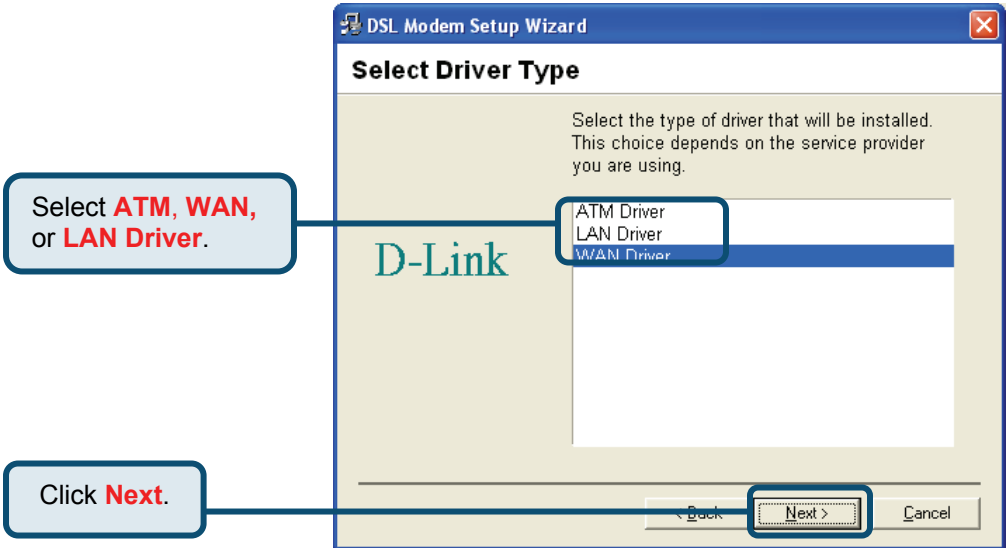 DSL Modem Setup Wizard
Select Driver Type
Select the type of driver that will be installed.
This choice depends on the service provider
you are using.
Select ATM, WAN,
or LAN Driver.
ATM Driver
LAN Driver
WAN Driver
D-Link
Click Next.
< Back
Next >
Cancel